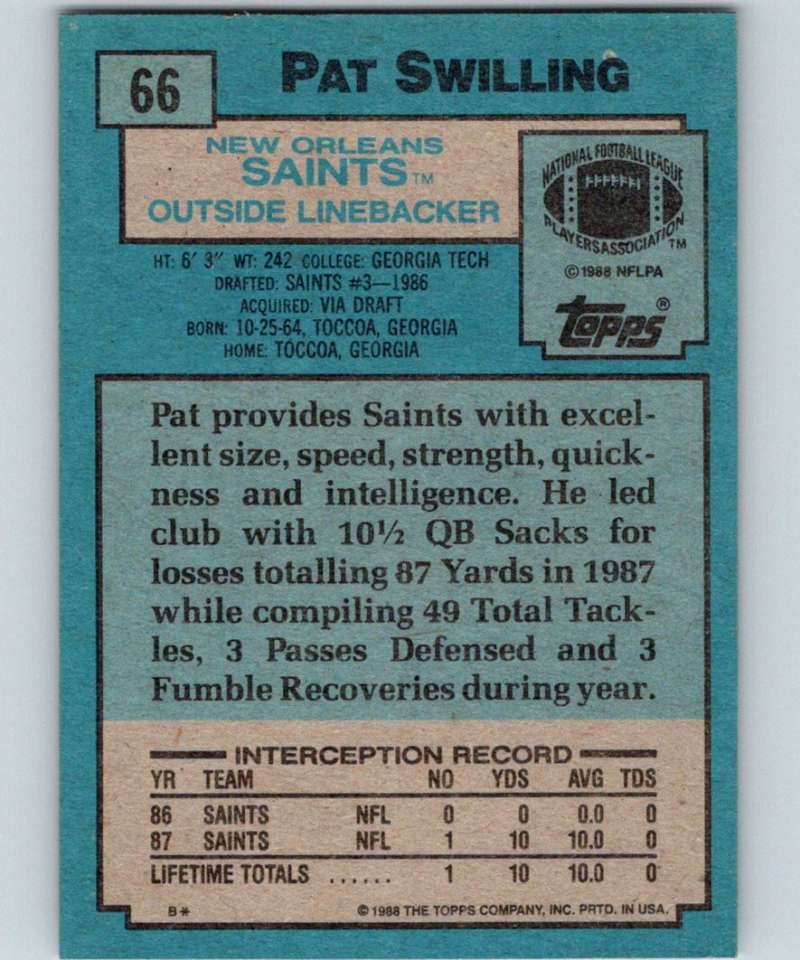 66
PAT SWILLING
NEW ORLEANS
SAINTS™
OUTSIDE LINEBACKER
NATIONAL FOOTBALL LEAGUE
PLAYERS ASSOCIATION™
©1988 NFLPA
TOPPS®
HT: 6' 3" WT: 242 COLLEGE: GEORGIA TECH
DRAFTED: SAINTS #3—1986
ACQUIRED: VIA DRAFT
BORN: 10-25-64, TOCCOA, GEORGIA
HOME: TOCCOA, GEORGIA
Pat provides Saints with excel-
lent size, speed, strength, quick-
ness and intelligence. He led
club with 10½ QB Sacks for
losses totalling 87 Yards in 1987
while compiling 49 Total Tack-
les, 3 Passes Defensed and 3
Fumble Recoveries during year.
INTERCEPTION RECORD
YR TEAM NO YDS AVG TDS
86 SAINTS NFL 0 0 0.0 0
87 SAINTS NFL 1 10 10.0 0
LIFETIME TOTALS ...... 1 10 10.0 0
B* ©1988 THE TOPPS COMPANY, INC. PRTD. IN USA.